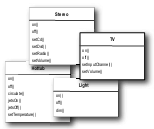 Stereo
on()
off()
setCd()
setDvd()
setRadio()
setVolume()
TV
on()
off()
setInputChannel()
setVolume()
Hottub
on()
off()
circulate()
jetsOn()
jetsOff()
setTemperature()
Light
on()
off()
dim()